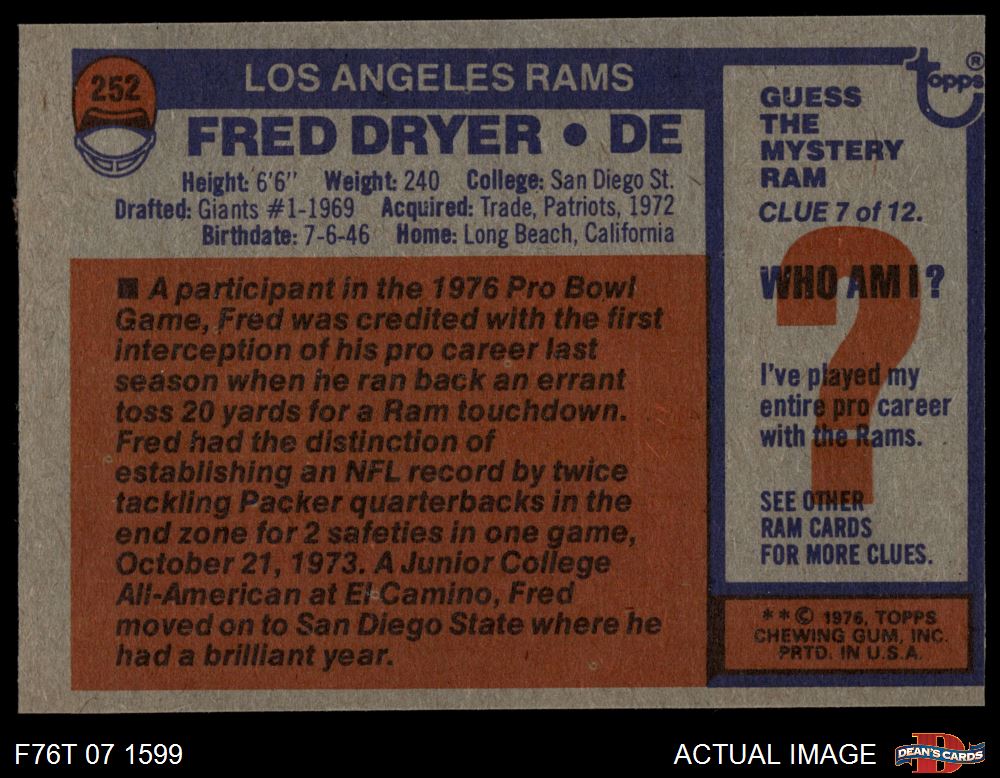 252
LOS ANGELES RAMS
FRED DRYER • DE
Height: 6'6" Weight: 240 College: San Diego St.
Drafted: Giants #1-1969 Acquired: Trade, Patriots, 1972
Birthdate: 7-6-46 Home: Long Beach, California
■ A participant in the 1976 Pro Bowl
Game, Fred was credited with the first
interception of his pro career last
season when he ran back an errant
toss 20 yards for a Ram touchdown.
Fred had the distinction of
establishing an NFL record by twice
tackling Packer quarterbacks in the
end zone for 2 safeties in one game,
October 21, 1973. A Junior College
All-American at El Camino, Fred
moved on to San Diego State where he
had a brilliant year.
topps®
GUESS
THE
MYSTERY
RAM
CLUE 7 of 12.
?
WHO AM I?
I've played my
entire pro career
with the Rams.
SEE OTHER
RAM CARDS
FOR MORE CLUES.
**© 1976, TOPPS
CHEWING GUM, INC.
PRTD. IN U.S.A.
F76T 07 1599
ACTUAL IMAGE
D
DEAN'S CARDS